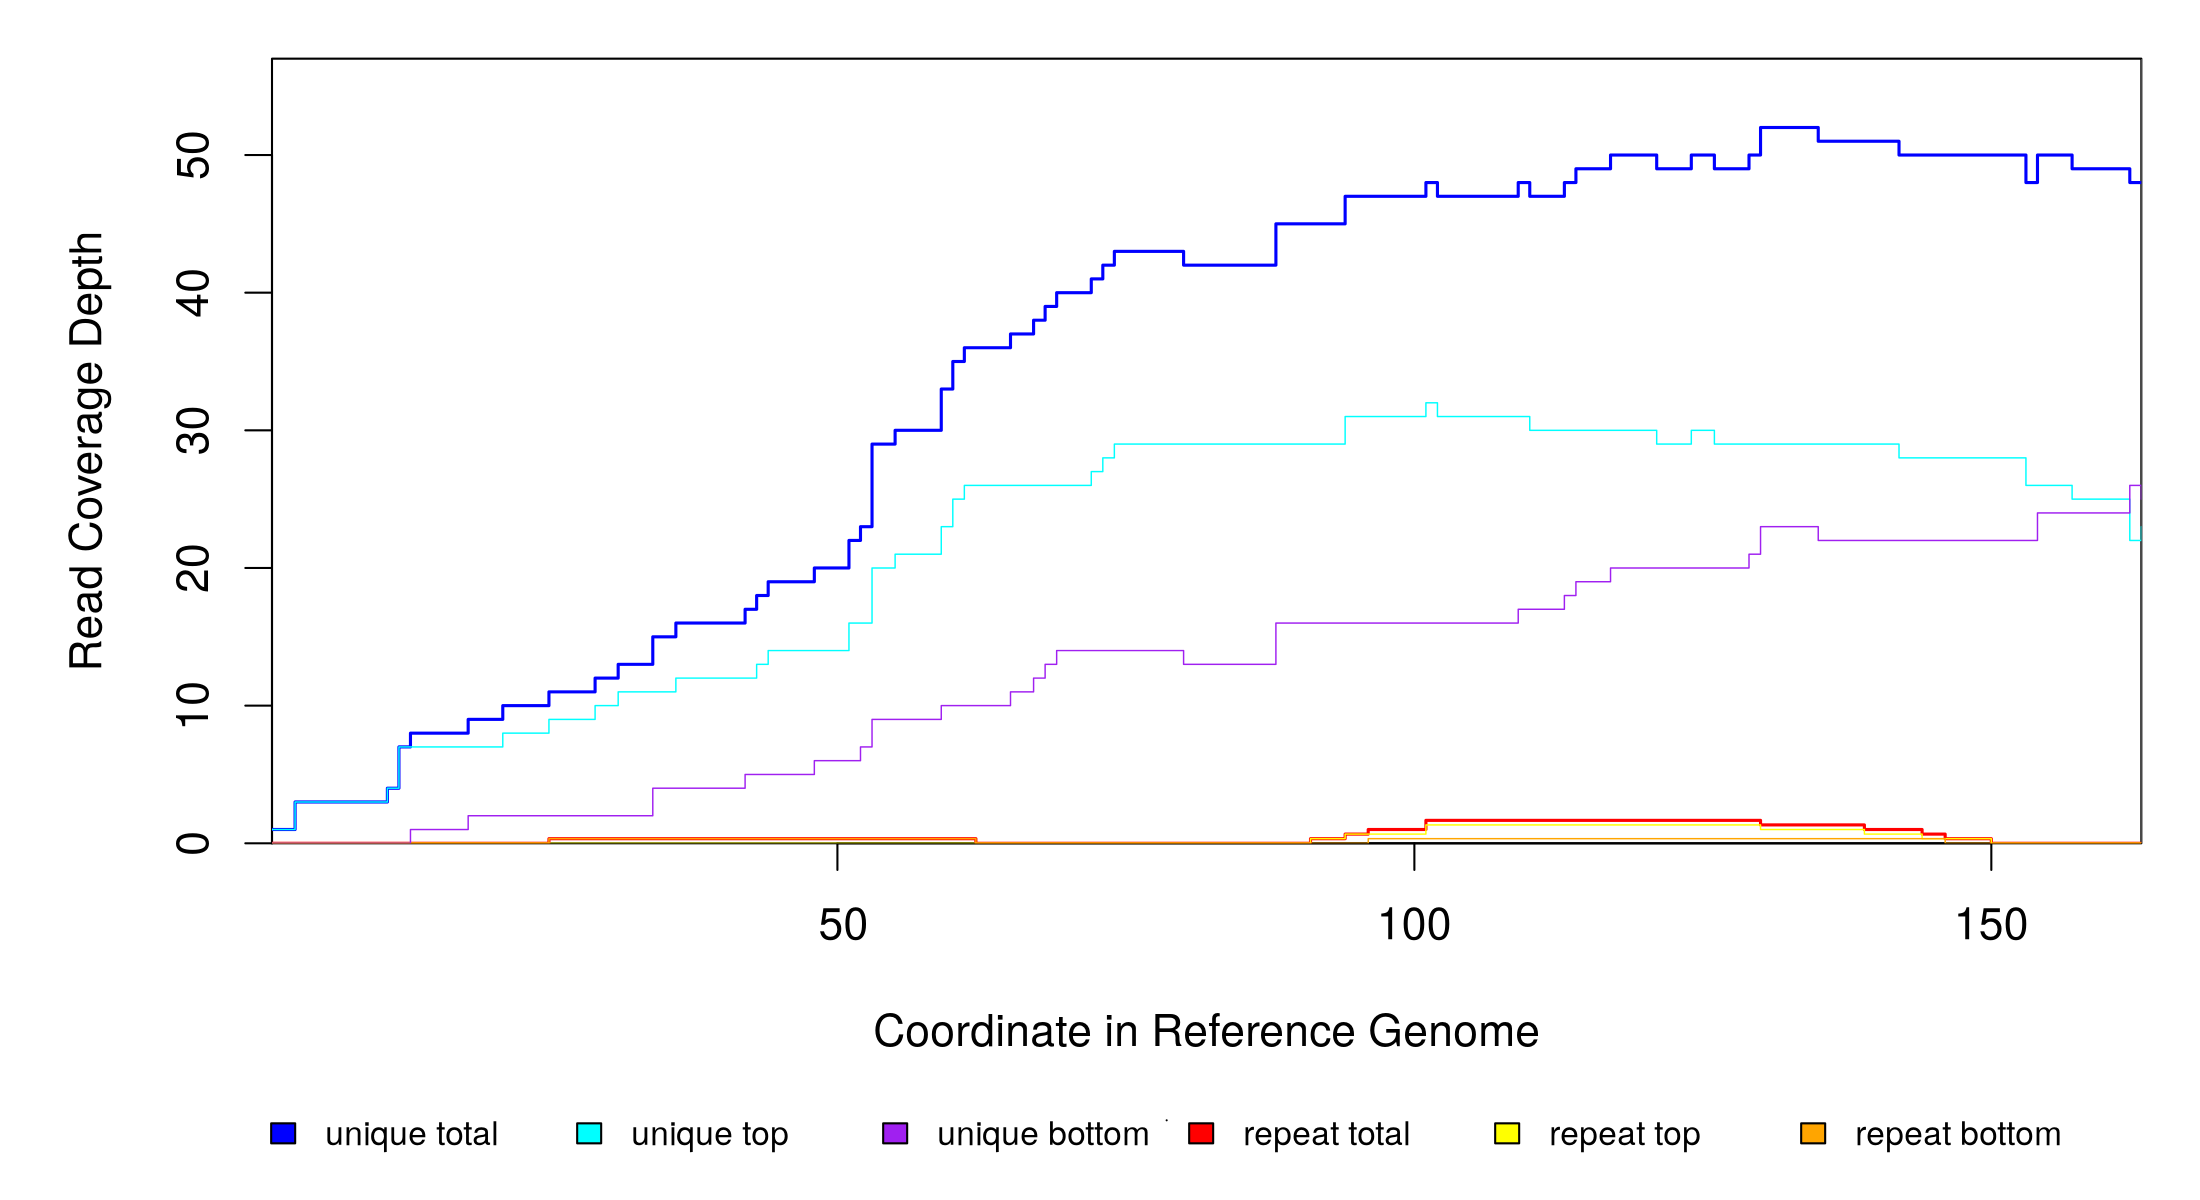 Read Coverage Depth
50
40
30
20
10
0
50 100 150
Coordinate in Reference Genome
unique total unique top unique bottom repeat total repeat top repeat bottom